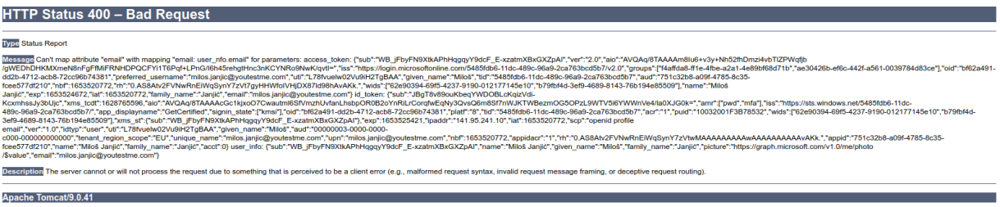 HTTP Status 400 – Bad Request
Type Status Report
Message Can't map attribute "email" with mapping "email: user_nfo.email" for parameters: access_token: {"sub":"WB_jFbyFN9XtkAPhHqgqyY9dcF_E-xzatmXBxGXZpAI","ver":"2.0","aio":"AVQAq/8TAAAAm8Iu6+v3y+Nh52fhDmzi4vbTlZPWqfjb
/gWEDhDHKMXmeN8nFgFfMiFRNHDPQCFYi1T6Pqf+LPnG/I6h45rehgtHnc3nKCYNRo9NwK/qvtI=","iss":"https://login.microsoftonline.com/5485fdb6-11dc-489c-96a9-2ca763bcd5b7/v2.0","groups":["f4affda8-ff1e-4fbe-a2a1-4e89bf68d71b","ae30426b-ef6c-442f-a561-0039784d83ce"],"oid":"bf62a491-
dd2b-4712-acb8-72cc96b74381","preferred_username":"milos.janjic@youtestme.com","uti":"L78fvuelw02Vu9iH2TgBAA","given_name":"Miloš","tid":"5485fdb6-11dc-489c-96a9-2ca763bcd5b7","aud":"751c32b8-a09f-4785-8c35-
fcee577df210","nbf":1653520772,"rh":"0.AS8Atv2FVNwRnEiWqSynY7zVt7gyHHWfoIVHjDX87Id98hAvAKk.","wids":["62e90394-69f5-4237-9190-012177145e10","b79fbf4d-3ef9-4689-8143-76b194e85509"],"name":"Miloš
Janjić","exp":1653524672,"iat":1653520772,"family_name":"Janjić","email":"milos.janjic@youtestme.com"} id_token: {"sub":"JBgT8v89ouKbeqYWDOBLcKqizVdi-
KcxmhssJy3bUjc","xms_tcdt":1628765596,"aio":"AVQAq/8TAAAAcGc1kjxoO7CwautmI6SfVmzhUvfanLhsbpOR0B2oYnRiLrCorqfwEqNy3QvsQ6m8Sf7nWJKTWBezmOG5OPzL9WTV5i6YWWnVe4/Ia0XJG0k=","amr":["pwd","mfa"],"iss":"https://sts.windows.net/5485fdb6-11dc-
489c-96a9-2ca763bcd5b7/","app_displayname":"GetCertified","signin_state":["kmsi"],"oid":"bf62a491-dd2b-4712-acb8-72cc96b74381","platf":"8","tid":"5485fdb6-11dc-489c-96a9-2ca763bcd5b7","acr":"1","puid":"10032001F3B78532","wids":["62e90394-69f5-4237-9190-012177145e10","b79fbf4d-
3ef9-4689-8143-76b194e85509"],"xms_st":{"sub":"WB_jFbyFN9XtkAPhHqgqyY9dcF_E-xzatmXBxGXZpAI"},"exp":1653525421,"ipaddr":"141.95.241.10","iat":1653520772,"scp":"openid profile
email","ver":"1.0","idtyp":"user","uti":"L78fvuelw02Vu9iH2TgBAA","given_name":"Miloš","aud":"00000003-0000-0000-
c000-000000000000","tenant_region_scope":"EU","unique_name":"milos.janjic@youtestme.com","upn":"milos.janjic@youtestme.com","nbf":1653520772,"appidacr":"1","rh":"0.AS8Atv2FVNwRnEiWqSynY7zVtwMAAAAAAAAAwAAAAAAAAAAvAKk.","appid":"751c32b8-a09f-4785-8c35-
fcee577df210","name":"Miloš Janjić","family_name":"Janjić","acct":0} user_info: {"sub":"WB_jFbyFN9XtkAPhHqgqyY9dcF_E-xzatmXBxGXZpAI","name":"Miloš Janjić","given_name":"Miloš","family_name":"Janjić","picture":"https://graph.microsoft.com/v1.0/me/photo
/$value","email":"milos.janjic@youtestme.com"}
Description The server cannot or will not process the request due to something that is perceived to be a client error (e.g., malformed request syntax, invalid request message framing, or deceptive request routing).
Apache Tomcat/9.0.41